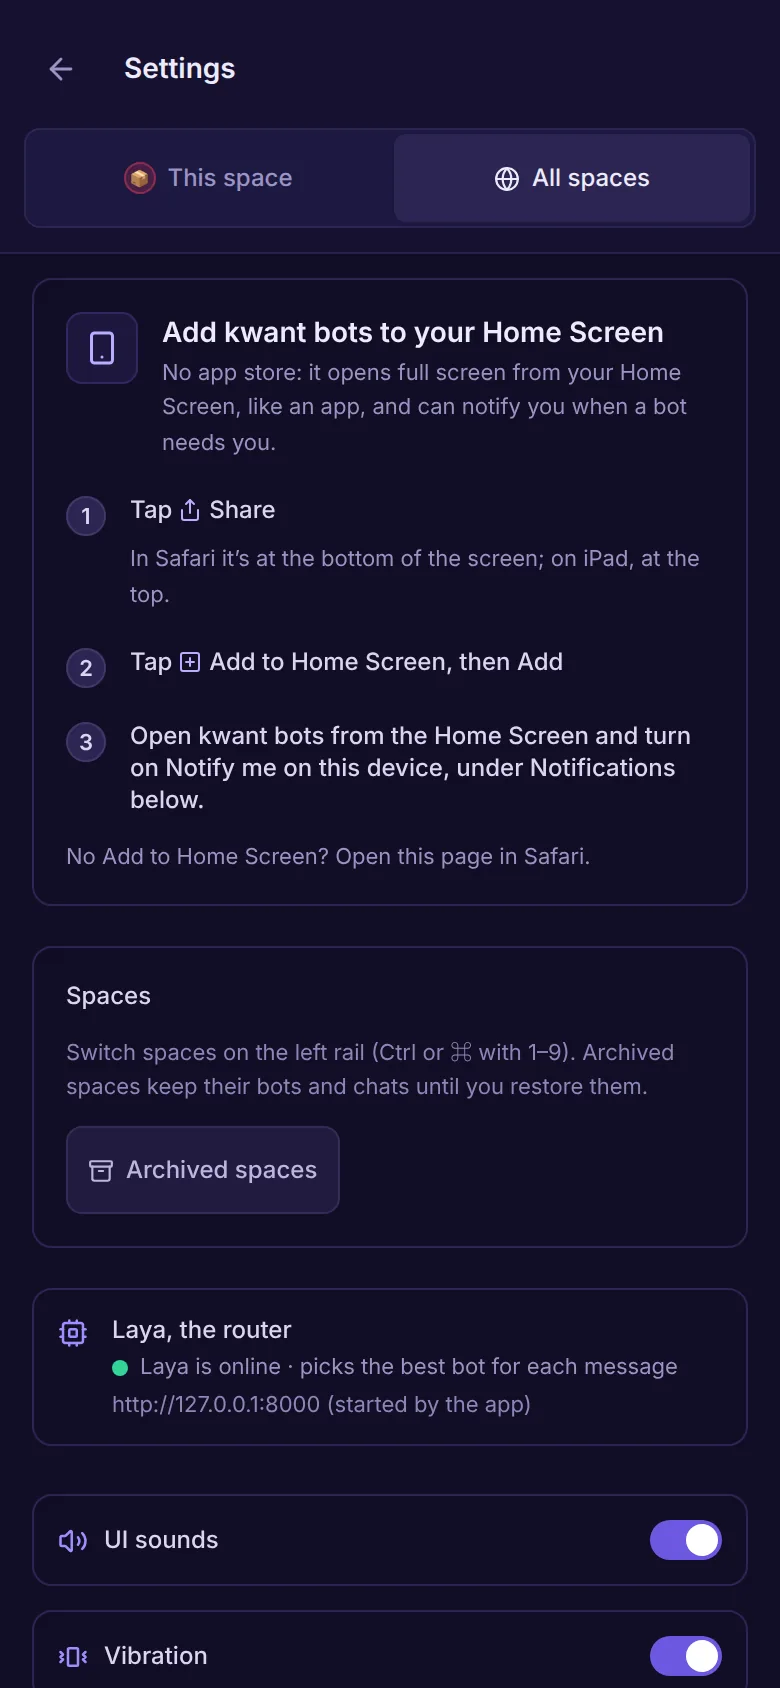 Settings
This space
All spaces
Add kwant bots to your Home Screen
No app store: it opens full screen from your Home
Screen, like an app, and can notify you when a bot
needs you.
1
Tap Share
In Safari it’s at the bottom of the screen; on iPad, at the
top.
2
Tap Add to Home Screen, then Add
3
Open kwant bots from the Home Screen and turn
on Notify me on this device, under Notifications
below.
No Add to Home Screen? Open this page in Safari.
Spaces
Switch spaces on the left rail (Ctrl or ⌘ with 1–9). Archived
spaces keep their bots and chats until you restore them.
Archived spaces
Laya, the router
Laya is online · picks the best bot for each message
http://127.0.0.1:8000 (started by the app)
UI sounds
Vibration